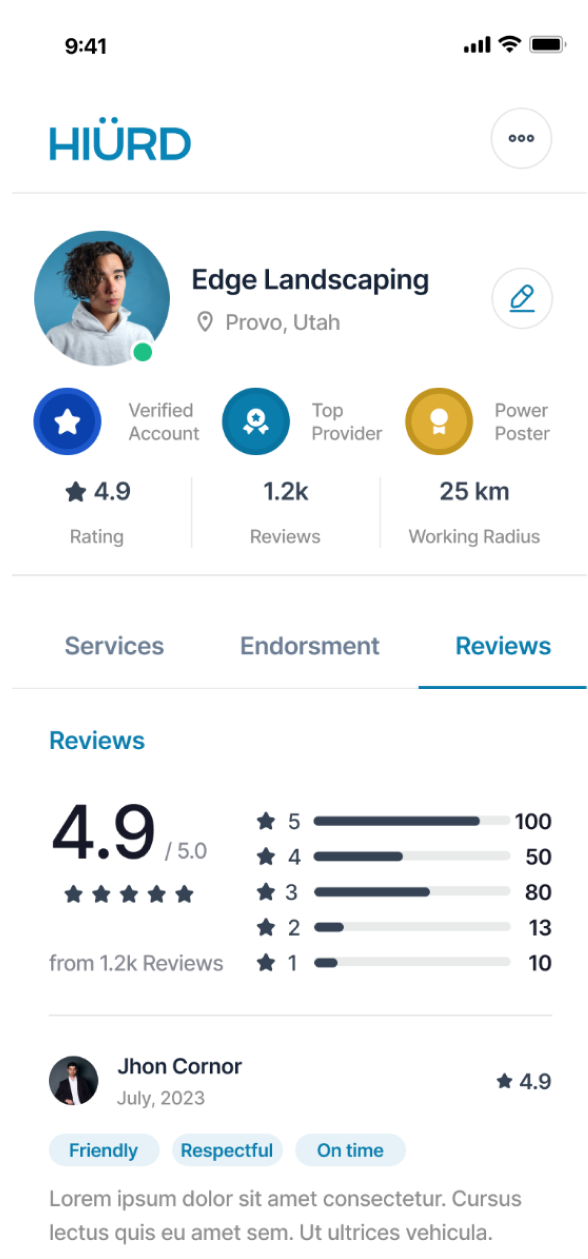 9:41
HIÜRD
Edge Landscaping
Provo, Utah
Verified
Account
Top
Provider
Power
Poster
4.9
1.2k
25 km
Rating
Reviews
Working Radius
Services
Endorsment
Reviews
Reviews
4.9 / 5.0
from 1.2k Reviews
5 100
4 50
3 80
2 13
1 10
Jhon Cornor
July, 2023
4.9
Friendly
Respectful
On time
Lorem ipsum dolor sit amet consectetur. Cursus
lectus quis eu amet sem. Ut ultrices vehicula.